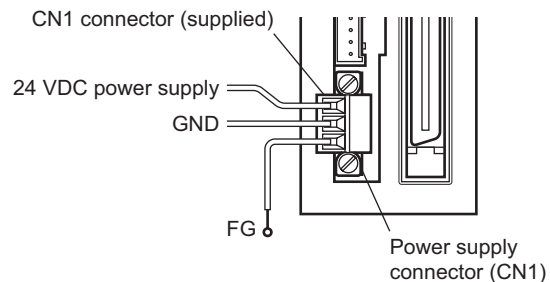 CN1 connector (supplied)
24 VDC power supply
GND
FG
Power supply
connector (CN1)